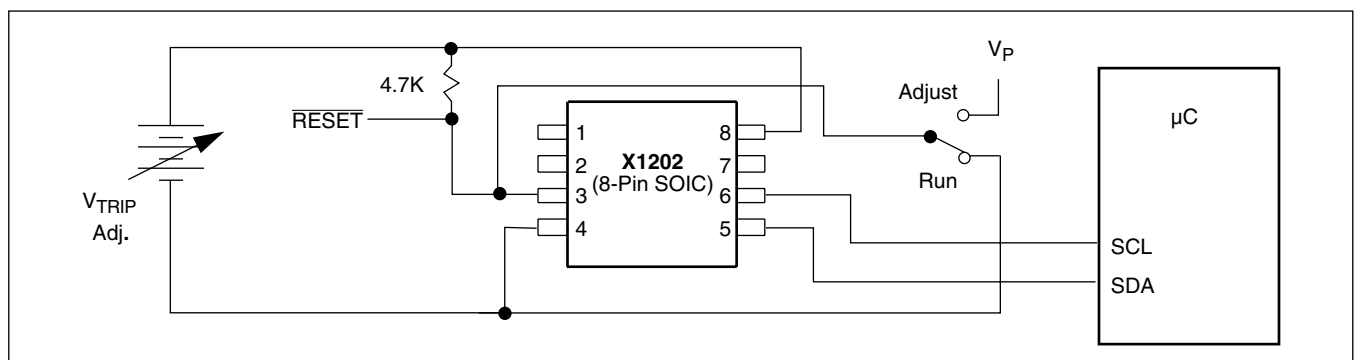 V_P
4.7K
Adjust
R̅E̅S̅E̅T̅
1
2
3
4
X1202
(8-Pin SOIC)
8
7
6
5
Run
µC
V_TRIP
Adj.
SCL
SDA